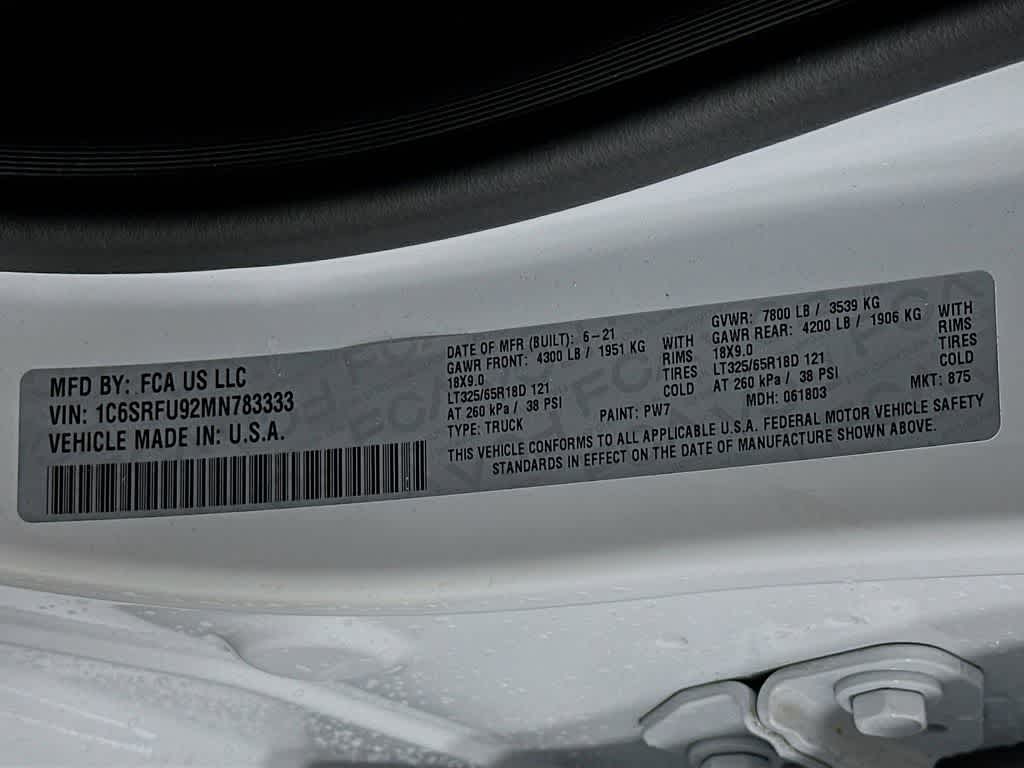 MFD BY: FCA US LLC
VIN: 1C6SRFU92MN783333
VEHICLE MADE IN: U.S.A.
DATE OF MFR (BUILT): 6-21
GAWR FRONT: 4300 LB / 1951 KG WITH
18X9.0 RIMS
LT325/65R18D 121 TIRES
AT 260 kPa / 38 PSI COLD
TYPE: TRUCK PAINT: PW7
GVWR: 7800 LB / 3539 KG
GAWR REAR: 4200 LB / 1906 KG WITH
18X9.0 RIMS
LT325/65R18D 121 TIRES
AT 260 kPa / 38 PSI COLD
MDH: 061803 MKT: 875
THIS VEHICLE CONFORMS TO ALL APPLICABLE U.S.A. FEDERAL MOTOR VEHICLE SAFETY
STANDARDS IN EFFECT ON THE DATE OF MANUFACTURE SHOWN ABOVE.